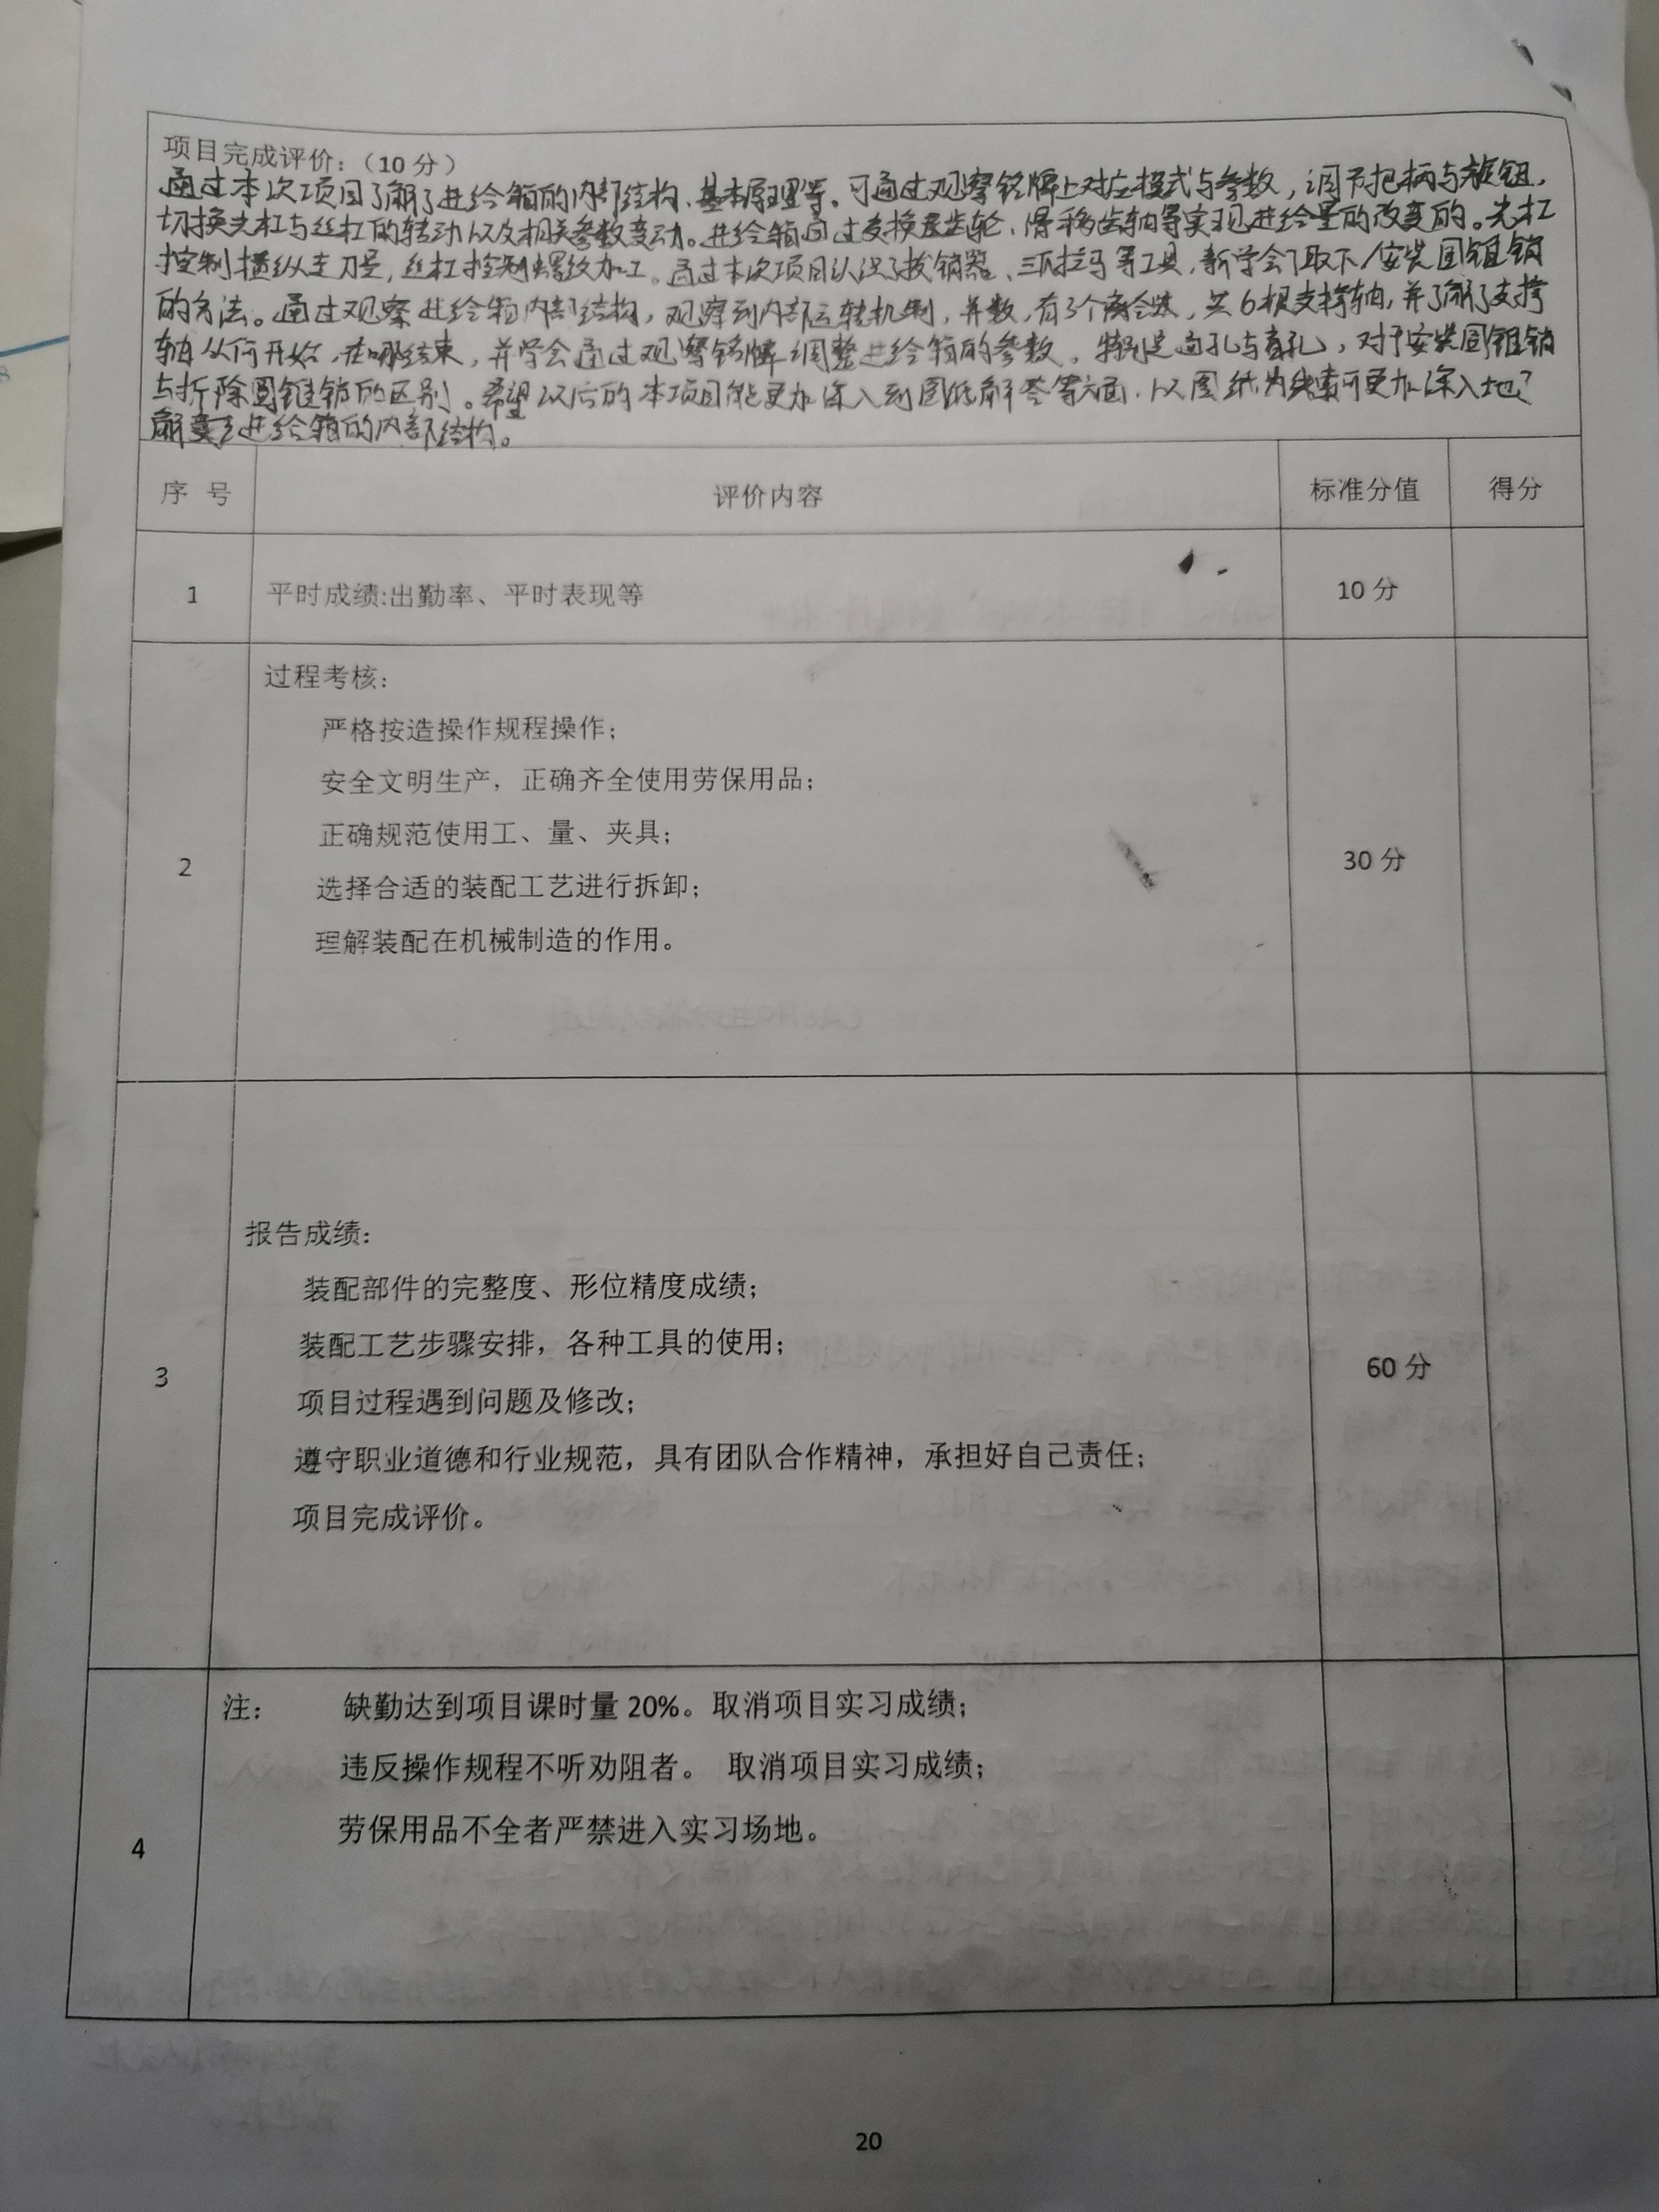 项目完成评价：（10 分）
通过本次项目了解了进给箱的内部结构、基本原理等。可通过观察铭牌上对应模式与参数，调节把柄与旋钮，
切换光杠与丝杠的转动以及相关参数变动。进给箱通过变换齿轮、滑移齿轴等实现进给量的改变的。光杠
控制横纵走刀量，丝杠控制螺纹加工。通过本次项目认识了拔销器、三爪拉马等工具，新学会了取下/安装圆锥销
的方法。通过观察进给箱内部结构，观察到内部运转机制，并数，有3个离合器，共6根支撑轴，并了解了支撑
轴从何开始，在哪结束，并学会通过观察铭牌调整进给箱的参数。特别是通孔与盲孔，对于安装圆锥销
与拆除圆锥销的区别。希望以后的本项目能更加深入到图纸解答等方面，以图纸为线索可更加深入地了
解进给箱的内部结构。
序 号 评价内容 标准分值 得分
1 平时成绩:出勤率、平时表现等 10 分
过程考核：
严格按造操作规程操作；
安全文明生产，正确齐全使用劳保用品；
正确规范使用工、量、夹具；
2 30 分
选择合适的装配工艺进行拆卸；
理解装配在机械制造的作用。
报告成绩：
装配部件的完整度、形位精度成绩；
装配工艺步骤安排，各种工具的使用；
3 60 分
项目过程遇到问题及修改；
遵守职业道德和行业规范，具有团队合作精神，承担好自己责任；
项目完成评价。
注： 缺勤达到项目课时量 20%。取消项目实习成绩；
违反操作规程不听劝阻者。 取消项目实习成绩；
劳保用品不全者严禁进入实习场地。
4
20